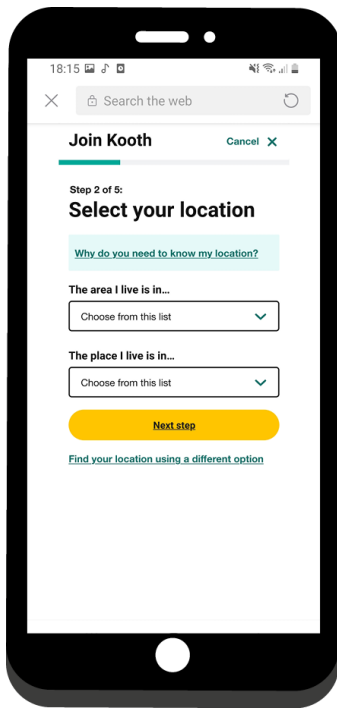 18:15
Search the web
Join Kooth
Cancel X
Step 2 of 5:
Select your location
Why do you need to know my location?
The area I live is in...
Choose from this list
The place I live is in...
Choose from this list
Next step
Find your location using a different option